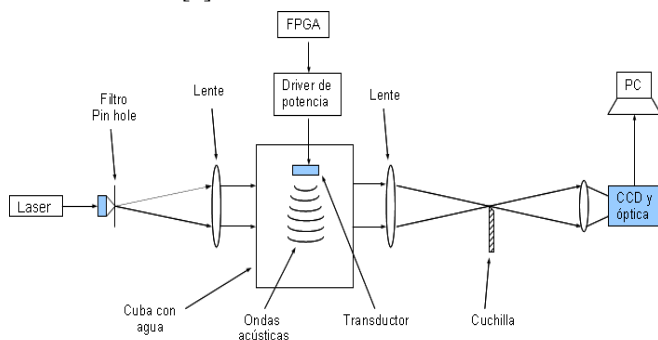 FPGA
Driver de
potencia
PC
Filtro
Pin hole
Lente
Lente
Laser
CCD y
óptica
Cuba con
agua
Ondas
acústicas
Transductor
Cuchilla